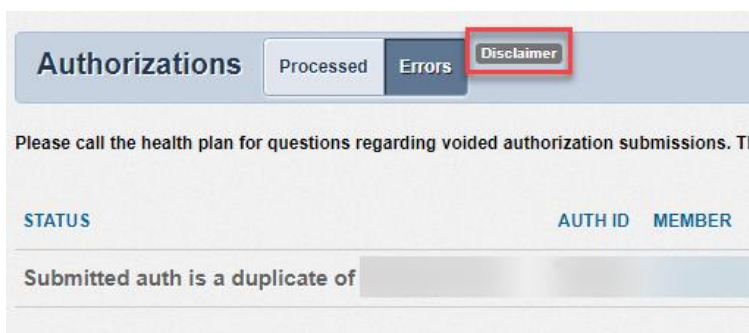 Authorizations Processed Errors Disclaimer
Please call the health plan for questions regarding voided authorization submissions.
STATUS AUTH ID MEMBER
Submitted auth is a duplicate of